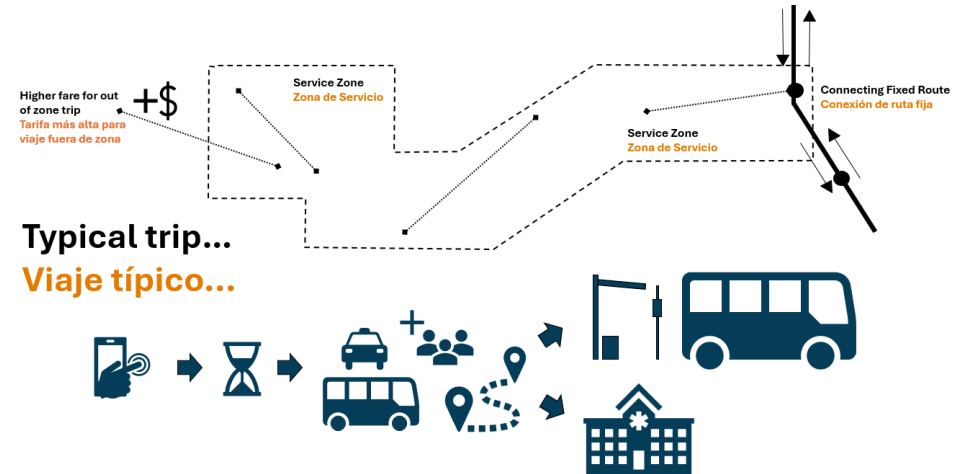 Higher fare for out
of zone trip
Tarifa más alta para
viaje fuera de zona
+$
Service Zone
Zona de Servicio
Service Zone
Zona de Servicio
Connecting Fixed Route
Conexión de ruta fija
Typical trip...
Viaje típico...